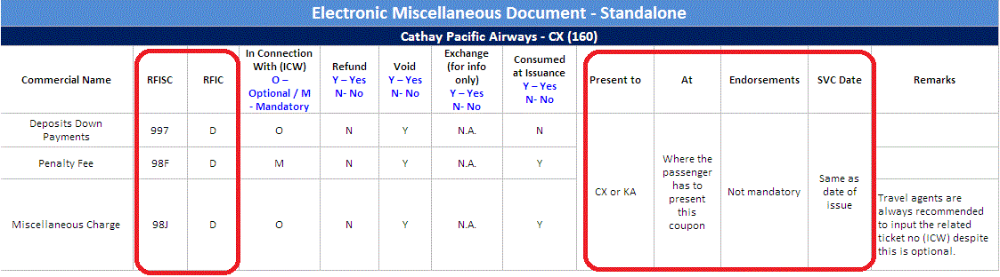 Electronic Miscellaneous Document - Standalone
Cathay Pacific Airways - CX (160)
Commercial Name
RFISC
RFIC
In Connection
With (ICW)
O –
Optional / M
- Mandatory
Refund
Y – Yes
N- No
Void
Y – Yes
N- No
Exchange
(for info
only)
Y – Yes
N- No
Consumed
at Issuance
Y – Yes
N- No
Present to
At
Endorsements
SVC Date
Remarks
Deposits Down
Payments
997
D
O
N
Y
N.A.
N
Penalty Fee
98F
D
M
N
Y
N.A.
Y
Miscellaneous Charge
98J
D
O
N
Y
N.A.
Y
CX or KA
Where the
passenger
has to
present
this
coupon
Not mandatory
Same as
date of
issue
Travel agents are
always recommended
to input the related
ticket no (ICW) despite
this is optional.